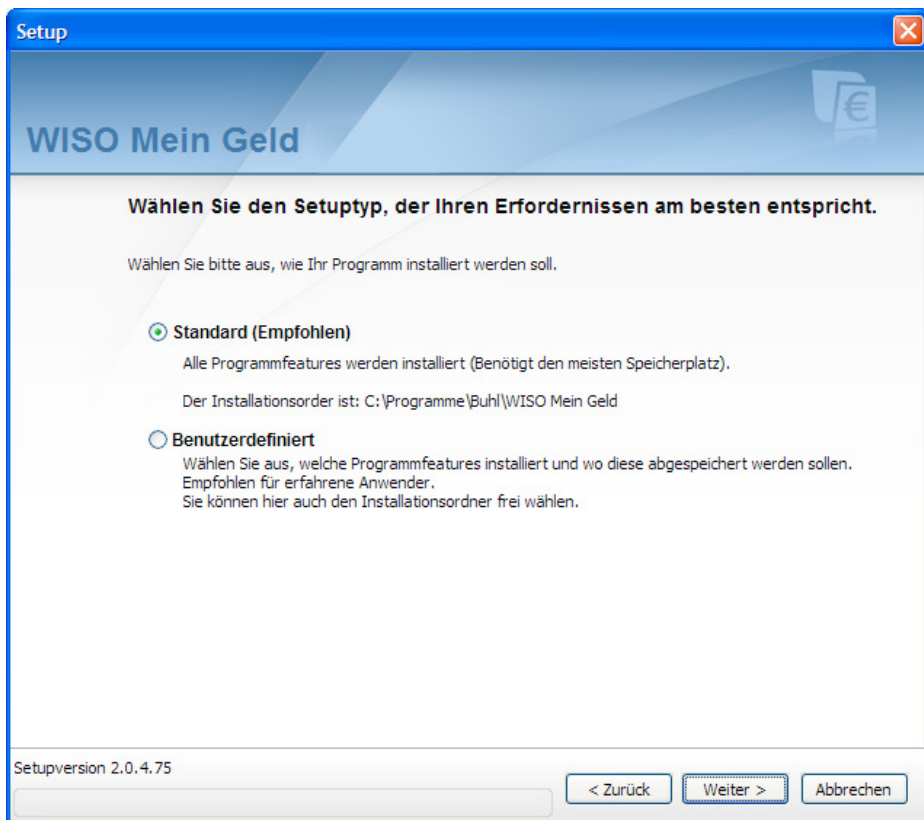 Setup
WISO Mein Geld
Wählen Sie den Setuptyp, der Ihren Erfordernissen am besten entspricht.
Wählen Sie bitte aus, wie Ihr Programm installiert werden soll.
Standard (Empfohlen)
Alle Programmfeatures werden installiert (Benötigt den meisten Speicherplatz).
Der Installationsorder ist: C:\Programme\Buhl\WISO Mein Geld
Benutzerdefiniert
Wählen Sie aus, welche Programmfeatures installiert und wo diese abgespeichert werden sollen.
Empfohlen für erfahrene Anwender.
Sie können hier auch den Installationsordner frei wählen.
Setupversion 2.0.4.75
< Zurück Weiter > Abbrechen